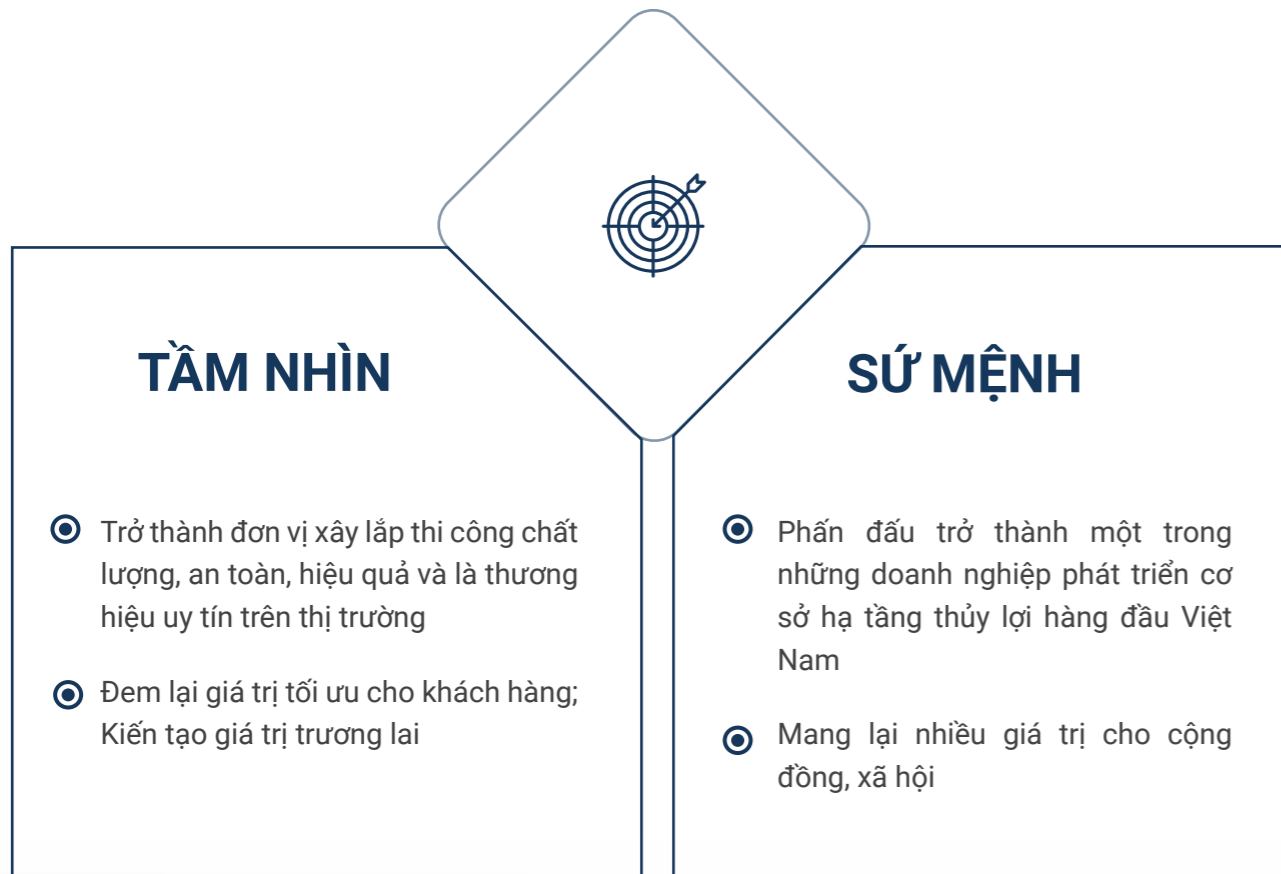 TẦM NHÌN
Trở thành đơn vị xây lắp thi công chất
lượng, an toàn, hiệu quả và là thương
hiệu uy tín trên thị trường
Đem lại giá trị tối ưu cho khách hàng;
Kiến tạo giá trị trương lai
SỨ MỆNH
Phấn đấu trở thành một trong
những doanh nghiệp phát triển cơ
sở hạ tầng thủy lợi hàng đầu Việt
Nam
Mang lại nhiều giá trị cho cộng
đồng, xã hội